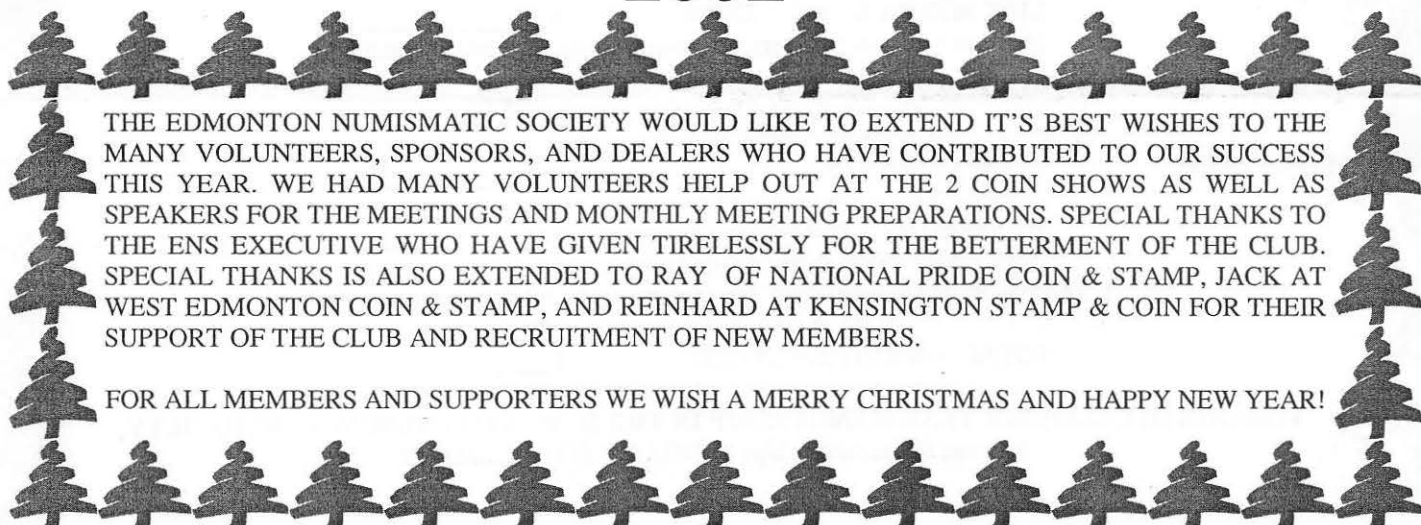 THE EDMONTON NUMISMATIC SOCIETY WOULD LIKE TO EXTEND IT'S BEST WISHES TO THE
MANY VOLUNTEERS, SPONSORS, AND DEALERS WHO HAVE CONTRIBUTED TO OUR SUCCESS
THIS YEAR. WE HAD MANY VOLUNTEERS HELP OUT AT THE 2 COIN SHOWS AS WELL AS
SPEAKERS FOR THE MEETINGS AND MONTHLY MEETING PREPARATIONS. SPECIAL THANKS TO
THE ENS EXECUTIVE WHO HAVE GIVEN TIRELESSLY FOR THE BETTERMENT OF THE CLUB.
SPECIAL THANKS IS ALSO EXTENDED TO RAY OF NATIONAL PRIDE COIN & STAMP, JACK AT
WEST EDMONTON COIN & STAMP, AND REINHARD AT KENSINGTON STAMP & COIN FOR THEIR
SUPPORT OF THE CLUB AND RECRUITMENT OF NEW MEMBERS.
FOR ALL MEMBERS AND SUPPORTERS WE WISH A MERRY CHRISTMAS AND HAPPY NEW YEAR!